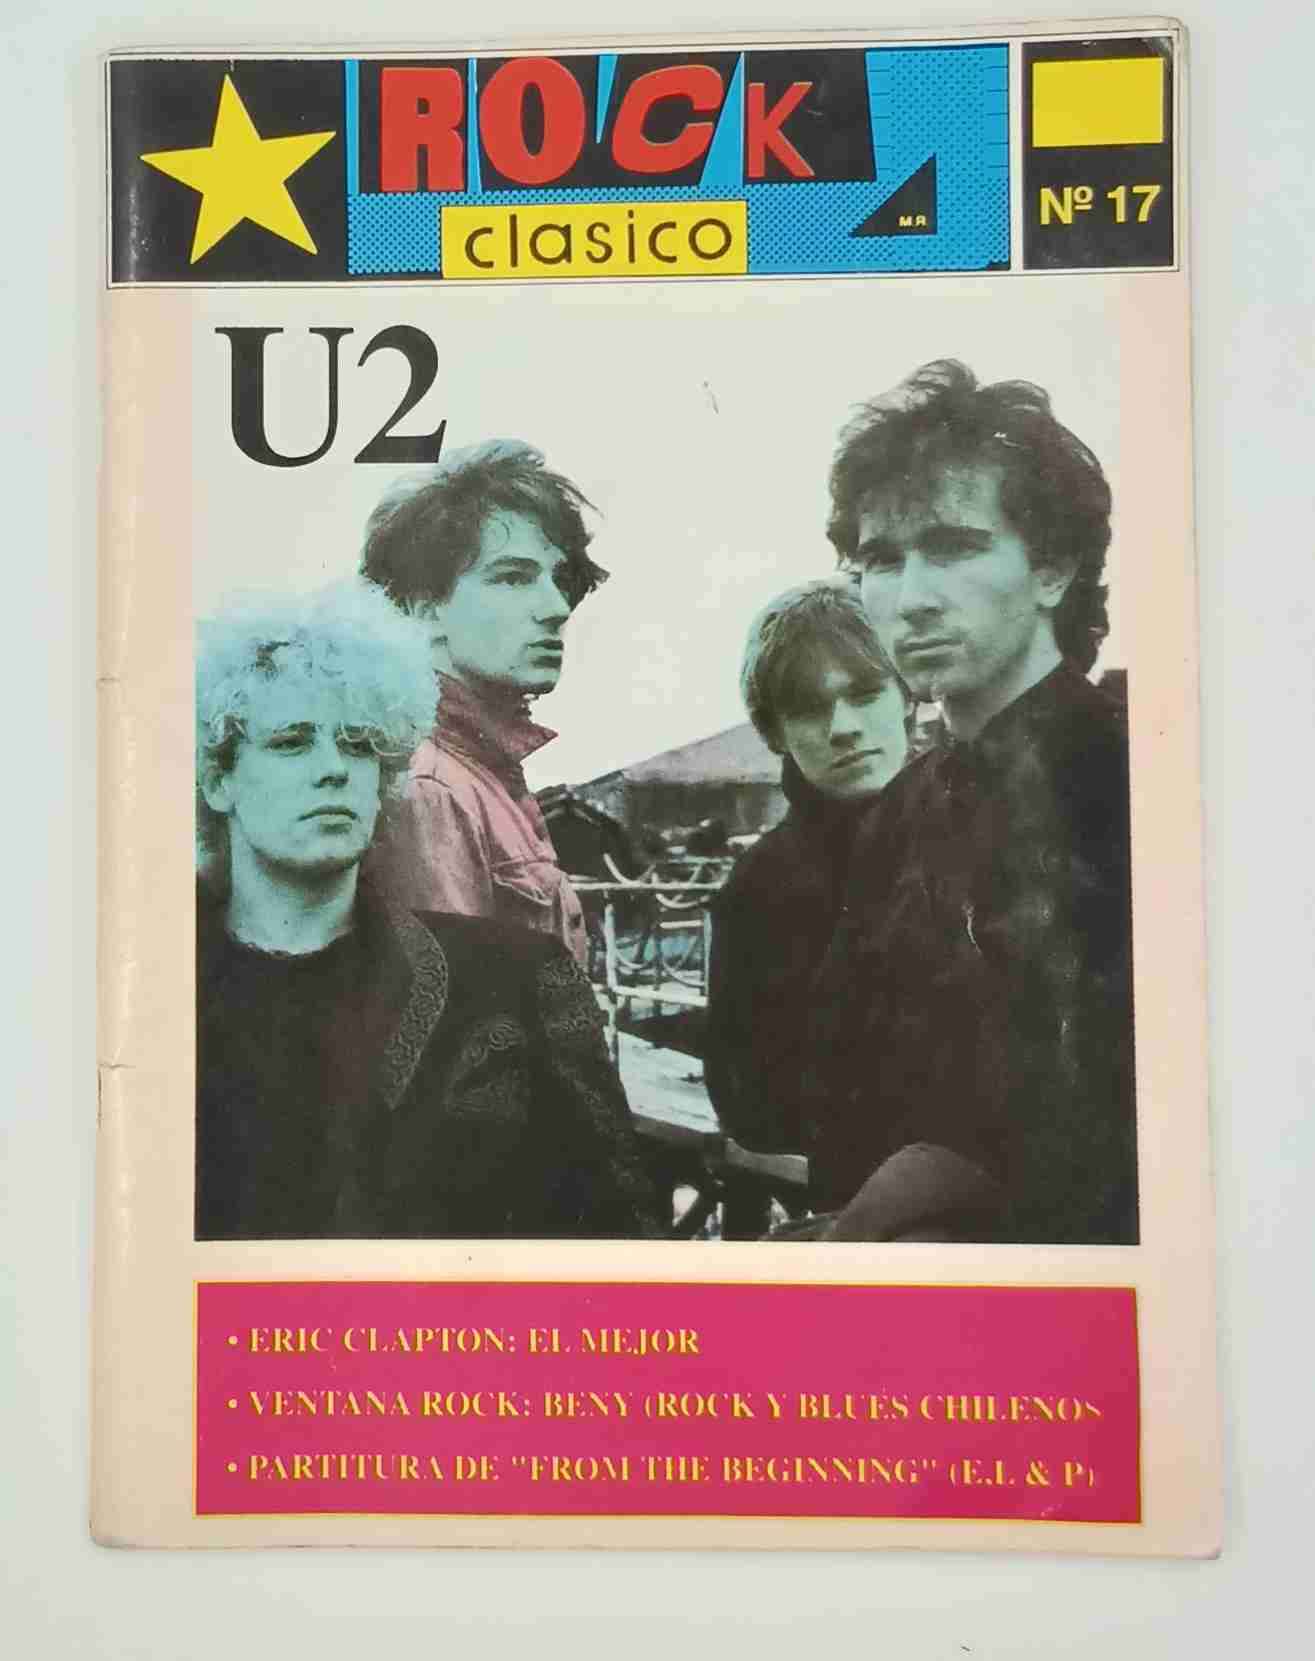 ROCK
clasico
M.R.
Nº 17
U2
• ERIC CLAPTON: EL MEJOR
• VENTANA ROCK: BENY (ROCK Y BLUES CHILENOS
• PARTITURA DE "FROM THE BEGINNING" (E.L & P)